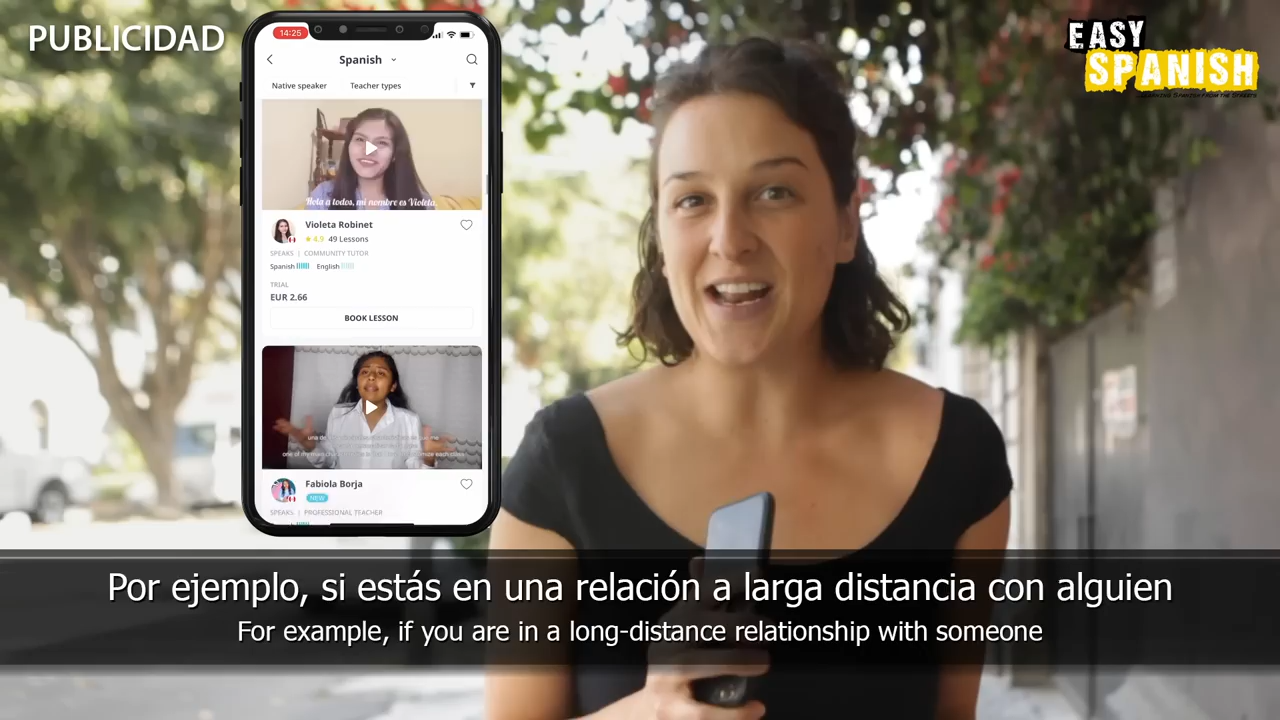 PUBLICIDAD
EASY
SPANISH
14:25
Spanish
Native speaker
Teacher types
Hola a todos, mi nombre es Violeta.
Violeta Robinet
4.9 49 Lessons
SPEAKS | COMMUNITY TUTOR
Spanish English
TRIAL
EUR 2.66
BOOK LESSON
Fabiola Borja
NEW
SPEAKS | PROFESSIONAL TEACHER
Por ejemplo, si estás en una relación a larga distancia con alguien
For example, if you are in a long-distance relationship with someone